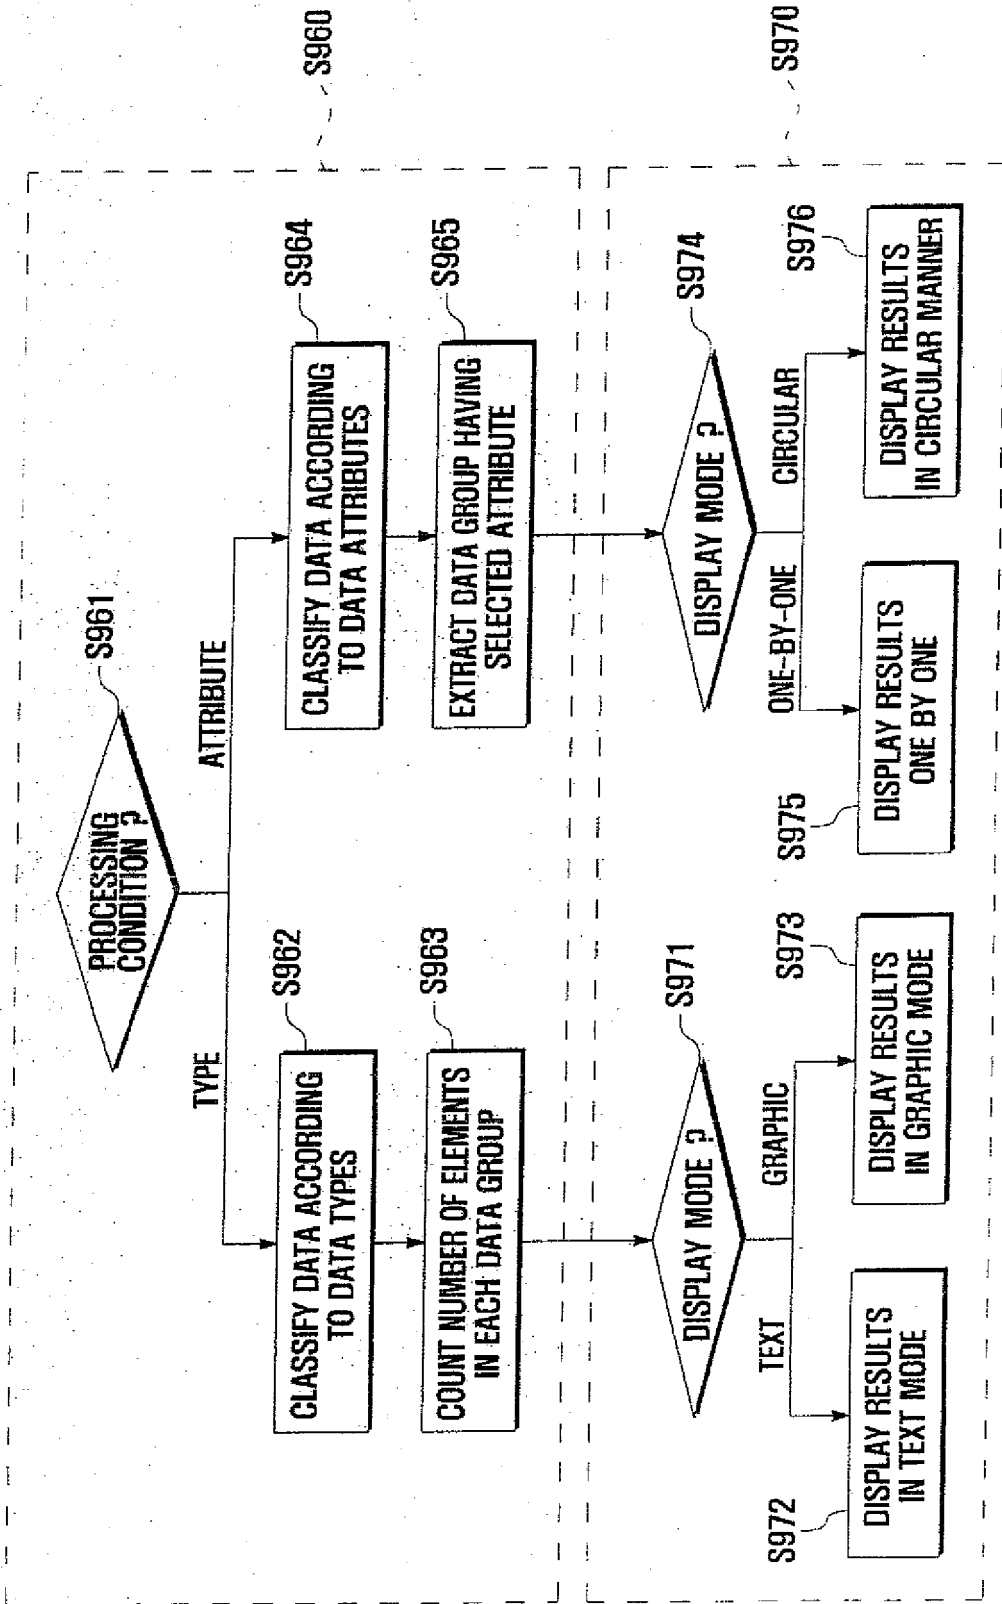 S960
S961
PROCESSING
CONDITION ?
TYPE
ATTRIBUTE
S962
CLASSIFY DATA ACCORDING
TO DATA TYPES
S964
CLASSIFY DATA ACCORDING
TO DATA ATTRIBUTES
S963
COUNT NUMBER OF ELEMENTS
IN EACH DATA GROUP
S965
EXTRACT DATA GROUP HAVING
SELECTED ATTRIBUTE
S970
S971
DISPLAY MODE ?
S974
DISPLAY MODE ?
TEXT
GRAPHIC
ONE-BY-ONE
CIRCULAR
S972
DISPLAY RESULTS
IN TEXT MODE
S973
DISPLAY RESULTS
IN GRAPHIC MODE
S975
DISPLAY RESULTS
ONE BY ONE
S976
DISPLAY RESULTS
IN CIRCULAR MANNER